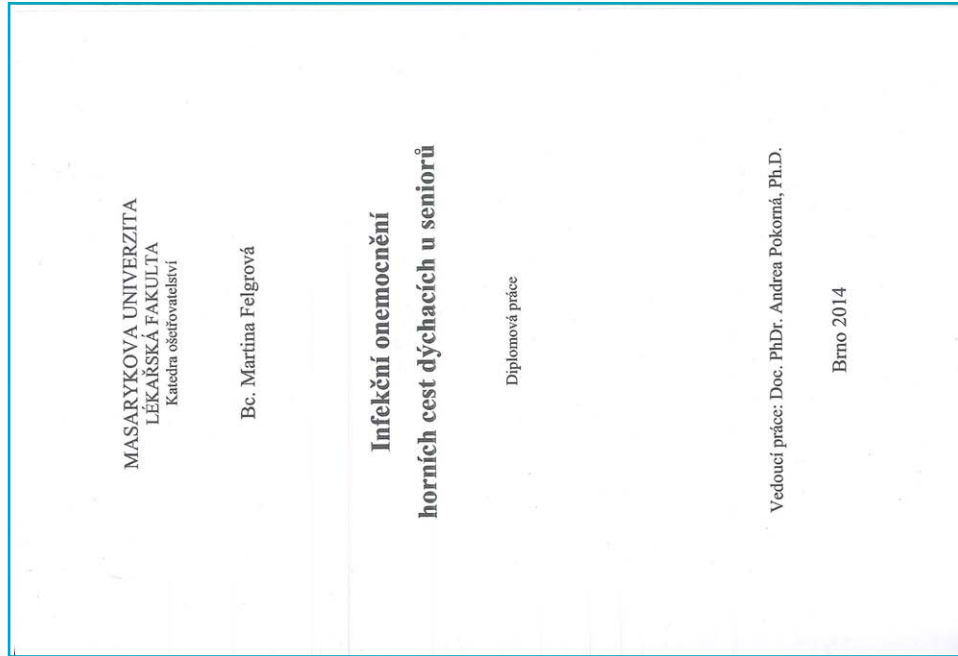 MASARYKOVA UNIVERZITA
LÉKAŘSKÁ FAKULTA
Katedra ošetřovatelství
Bc. Martina Felgrová
Infekční onemocnění
horních cest dýchacích u seniorů
Diplomová práce
Vedoucí práce: Doc. PhDr. Andrea Pokorná, Ph.D.
Brno 2014